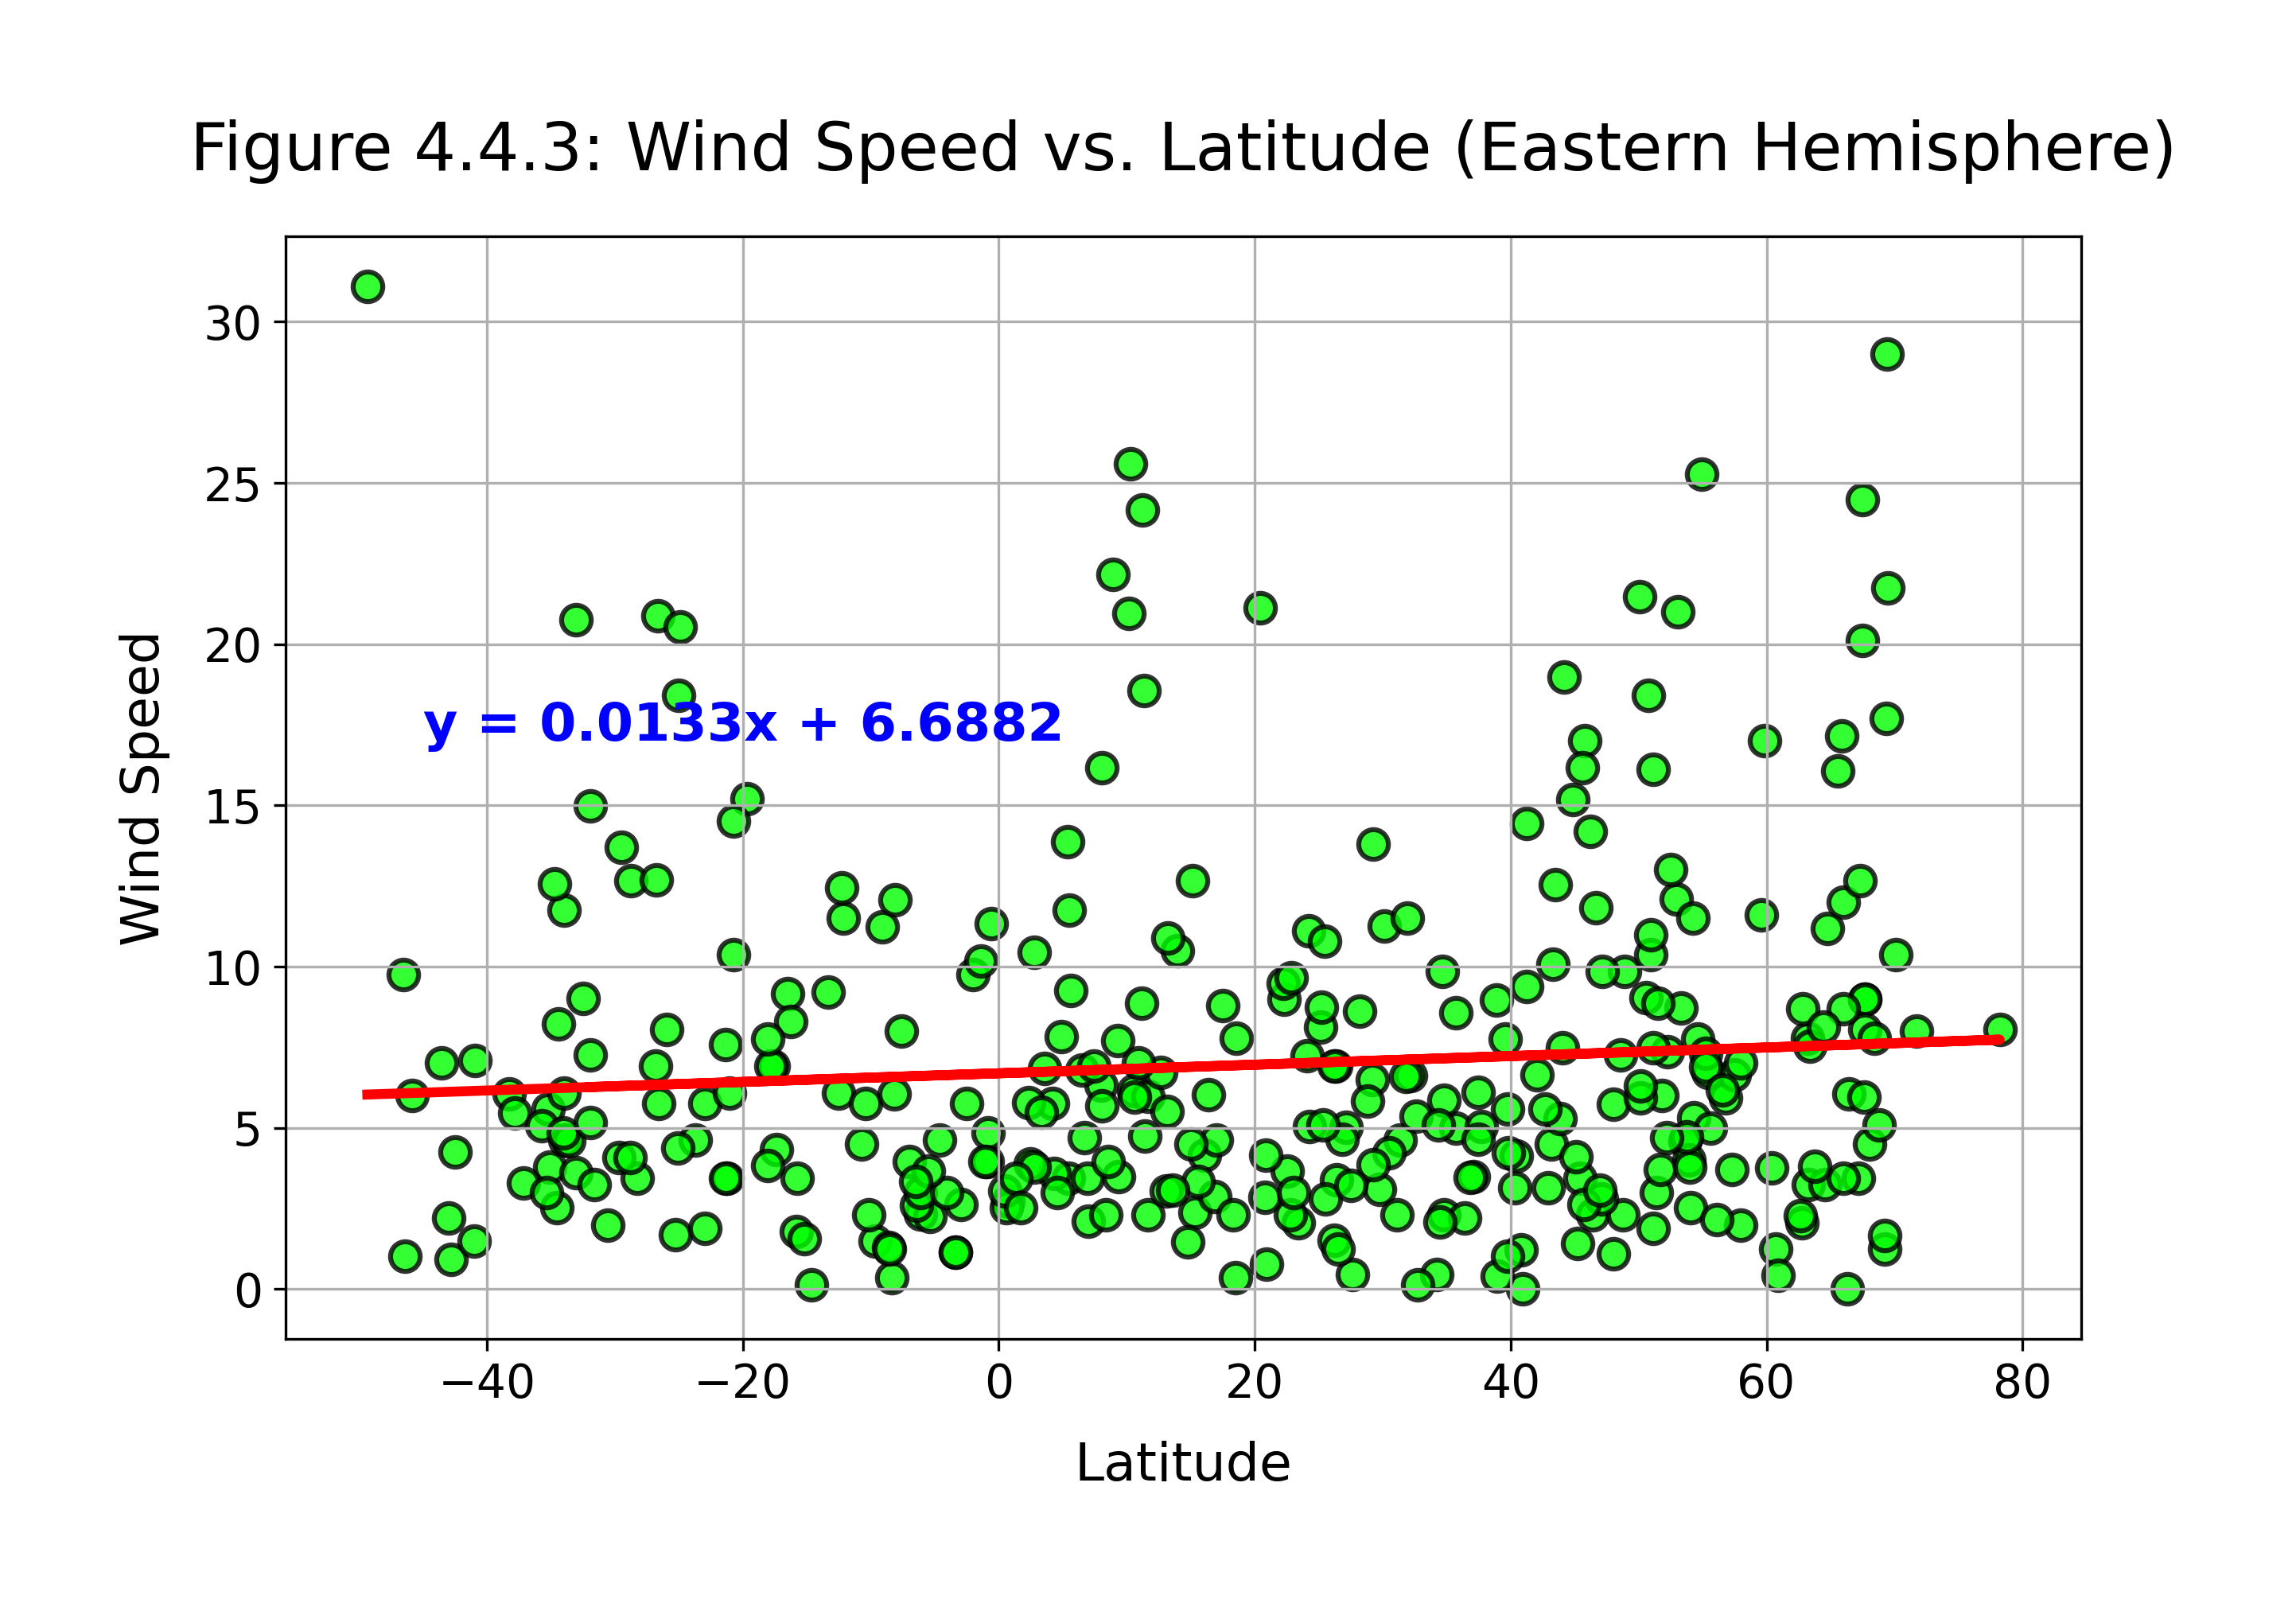 Figure 4.4.3: Wind Speed vs. Latitude (Eastern Hemisphere)
30
25
20
15
10
5
0
Wind Speed
y = 0.0133x + 6.6882
−40 −20 0 20 40 60 80
Latitude